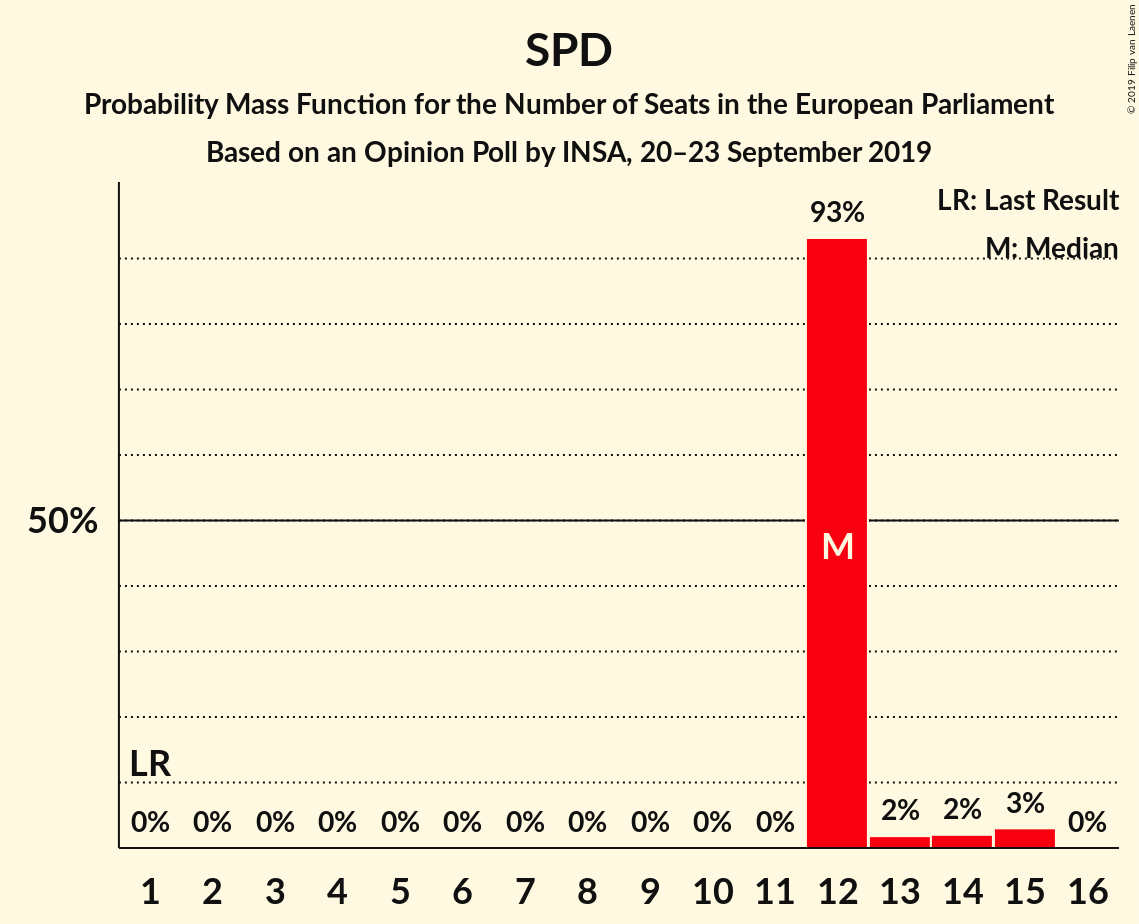 SPD
Probability Mass Function for the Number of Seats in the European Parliament
Based on an Opinion Poll by INSA, 20–23 September 2019
© 2019 Filip van Laenen
LR: Last Result
M: Median
93%
50%
M
LR
0% 0% 0% 0% 0% 0% 0% 0% 0% 0% 0% 2% 2% 3% 0%
1 2 3 4 5 6 7 8 9 10 11 12 13 14 15 16